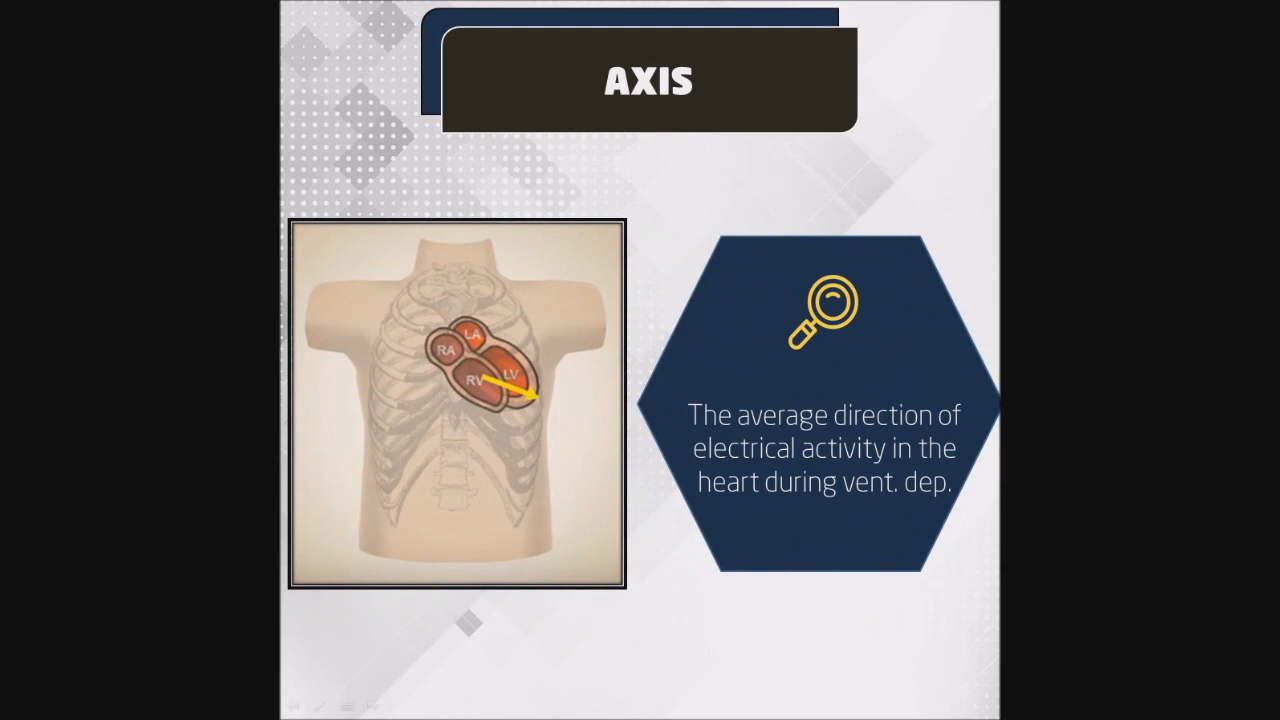 AXIS
LA
RA
LV
RV
The average direction of
electrical activity in the
heart during vent. dep.